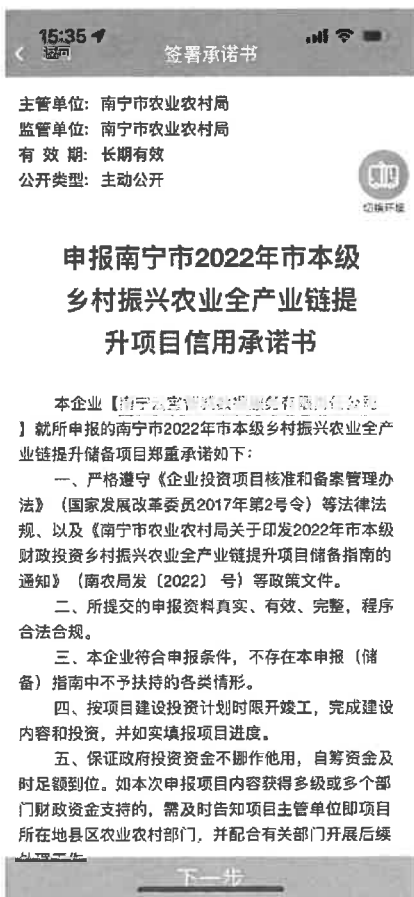 15:35
返回
签署承诺书
主管单位：南宁市农业农村局
监管单位：南宁市农业农村局
有 效 期：长期有效
公开类型：主动公开
切换环境
申报南宁市2022年市本级
乡村振兴农业全产业链提
升项目信用承诺书
本企业【南宁
】就所申报的南宁市2022年市本级乡村振兴农业全产
业链提升储备项目郑重承诺如下：
一、严格遵守《企业投资项目核准和备案管理办
法》（国家发展改革委员2017年第2号令）等法律法
规、以及《南宁市农业农村局关于印发2022年市本级
财政投资乡村振兴农业全产业链提升项目储备指南的
通知》（南农局发〔2022〕 号）等政策文件。
二、所提交的申报资料真实、有效、完整，程序
合法合规。
三、本企业符合申报条件，不存在本申报（储
备）指南中不予扶持的各类情形。
四、按项目建设投资计划时限开竣工，完成建设
内容和投资，并如实填报项目进度。
五、保证政府投资资金不挪作他用，自筹资金及
时足额到位。如本次申报项目内容获得多级或多个部
门财政资金支持的，需及时告知项目主管单位即项目
所在地县区农业农村部门，并配合有关部门开展后续
下一步